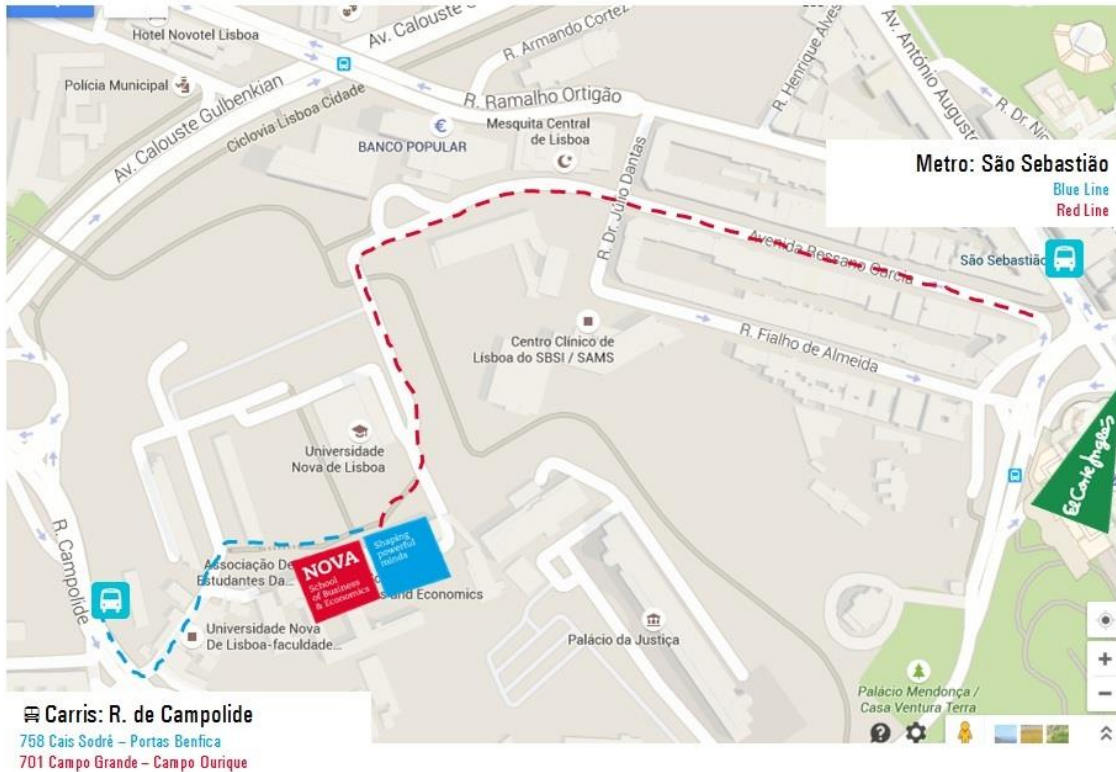 Hotel Novotel Lisboa
Av. Calouste Gulbenkian
Av. Calouste G
R. Armando Cortez
R. Henrique Alves
Av. António Augusto
R. Dr. Ni
Polícia Municipal
Ciclovia Lisboa Cidade
R. Ramalho Ortigão
BANCO POPULAR
Mesquita Central
de Lisboa
R. Dr. Júlio Dantas
Metro: São Sebastião
Blue Line
Red Line
Avenida Ressano Garcia
São Sebastião
R. Fialho de Almeida
Centro Clínico de
Lisboa do SBSI / SAMS
El Corte Inglés
Universidade
Nova de Lisboa
R. Campolide
Associação De
Estudantes Da...
NOVA
School
of Business
& Economics
Shaping
powerful
minds
s and Economics
Universidade Nova
De Lisboa-faculdade...
Palácio da Justiça
Palácio Mendonça /
Casa Ventura Terra
Carris: R. de Campolide
758 Cais Sodré – Portas Benfica
701 Campo Grande – Campo Ourique